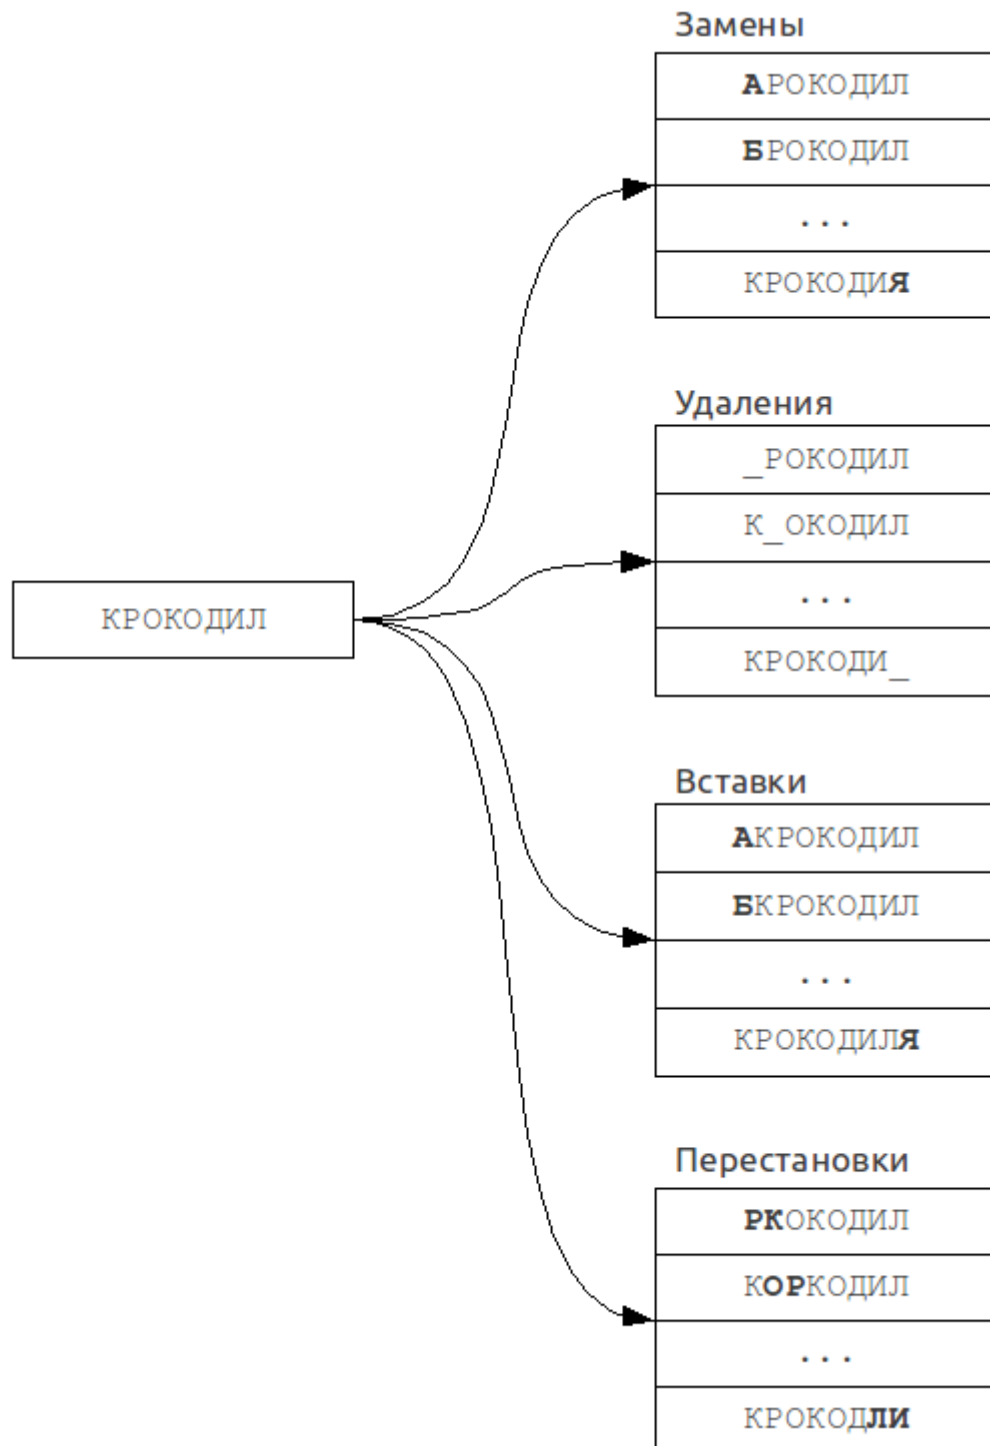 Замены
АРОКОДИЛ
БРОКОДИЛ
...
КРОКОДИЯ
Удаления
_РОКОДИЛ
К_ОКОДИЛ
...
КРОКОДИ_
КРОКОДИЛ
Вставки
АКРОКОДИЛ
БКРОКОДИЛ
...
КРОКОДИЛЯ
Перестановки
РКОКОДИЛ
КОРКОДИЛ
...
КРОКОДЛИ